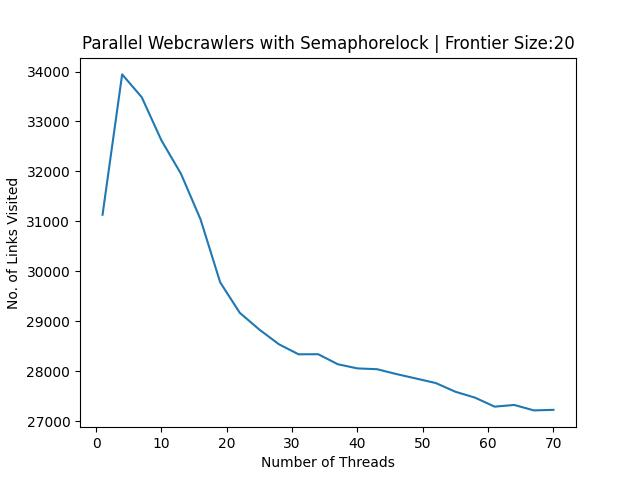 Parallel Webcrawlers with Semaphorelock | Frontier Size:20
34000
33000
32000
31000
30000
29000
28000
27000
No. of Links Visited
0 10 20 30 40 50 60 70
Number of Threads